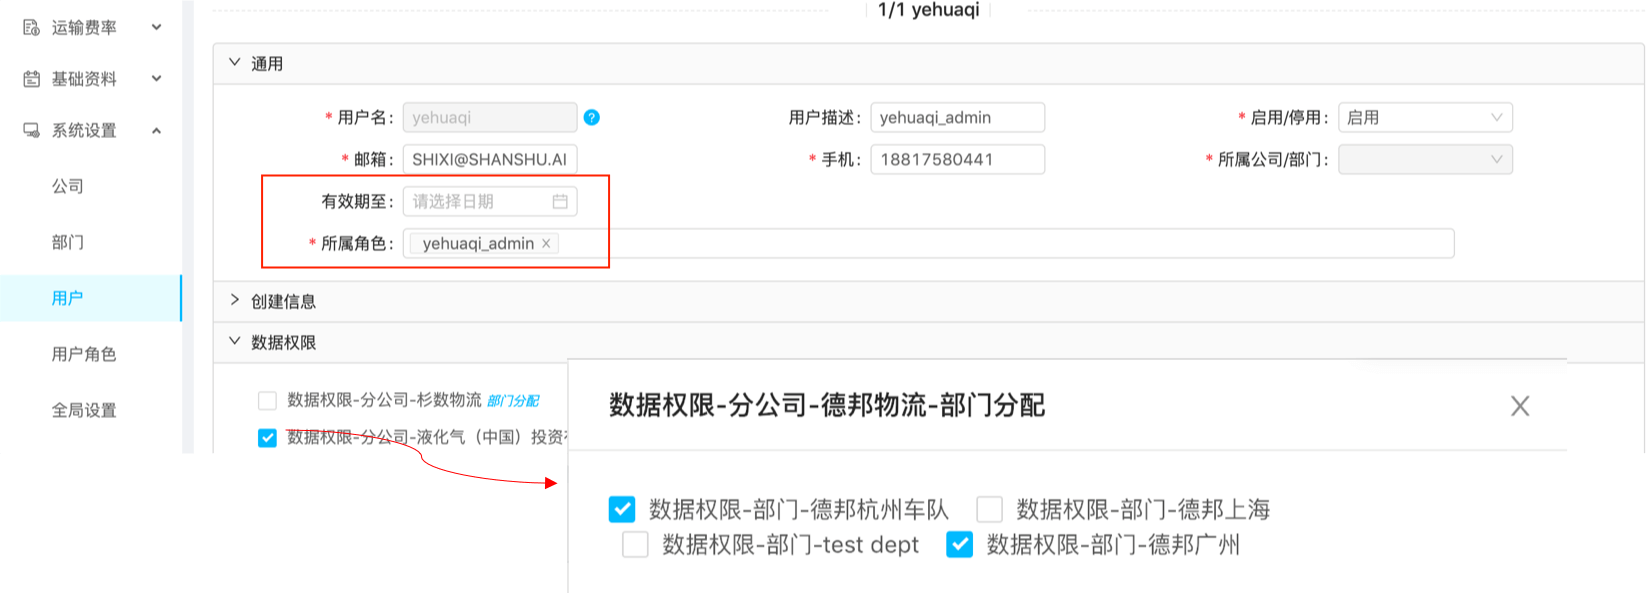 运输费率
基础资料
系统设置
公司
部门
用户
用户角色
全局设置
1/1 yehuaqi
通用
* 用户名: yehuaqi ?
用户描述: yehuaqi_admin
* 启用/停用: 启用
* 邮箱: SHIXI@SHANSHU.AI
* 手机: 18817580441
* 所属公司/部门:
有效期至: 请选择日期
* 所属角色: yehuaqi_admin ×
创建信息
数据权限
数据权限-分公司-杉数物流 部门分配
数据权限-分公司-液化气（中国）投资
数据权限-分公司-德邦物流-部门分配
数据权限-部门-德邦杭州车队 数据权限-部门-德邦上海
数据权限-部门-test dept 数据权限-部门-德邦广州